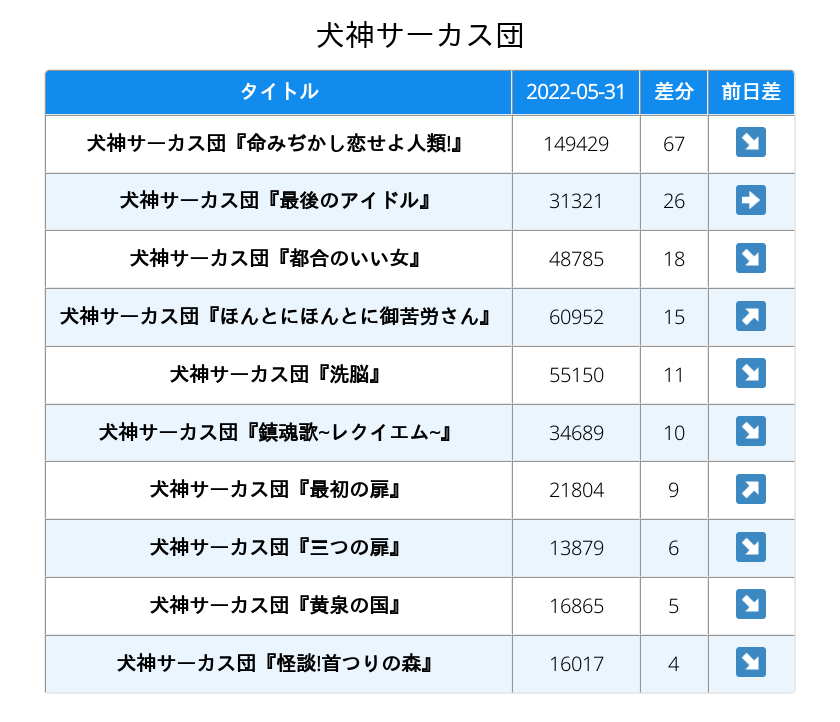 犬神サーカス団
タイトル 2022-05-31 差分 前日差
犬神サーカス団『命みぢかし恋せよ人類!』 149429 67 ↘
犬神サーカス団『最後のアイドル』 31321 26 ➡
犬神サーカス団『都合のいい女』 48785 18 ↘
犬神サーカス団『ほんとにほんとに御苦労さん』 60952 15 ↗
犬神サーカス団『洗脳』 55150 11 ↘
犬神サーカス団『鎮魂歌~レクイエム~』 34689 10 ↘
犬神サーカス団『最初の扉』 21804 9 ↗
犬神サーカス団『三つの扉』 13879 6 ↘
犬神サーカス団『黄泉の国』 16865 5 ↘
犬神サーカス団『怪談!首つりの森』 16017 4 ↘